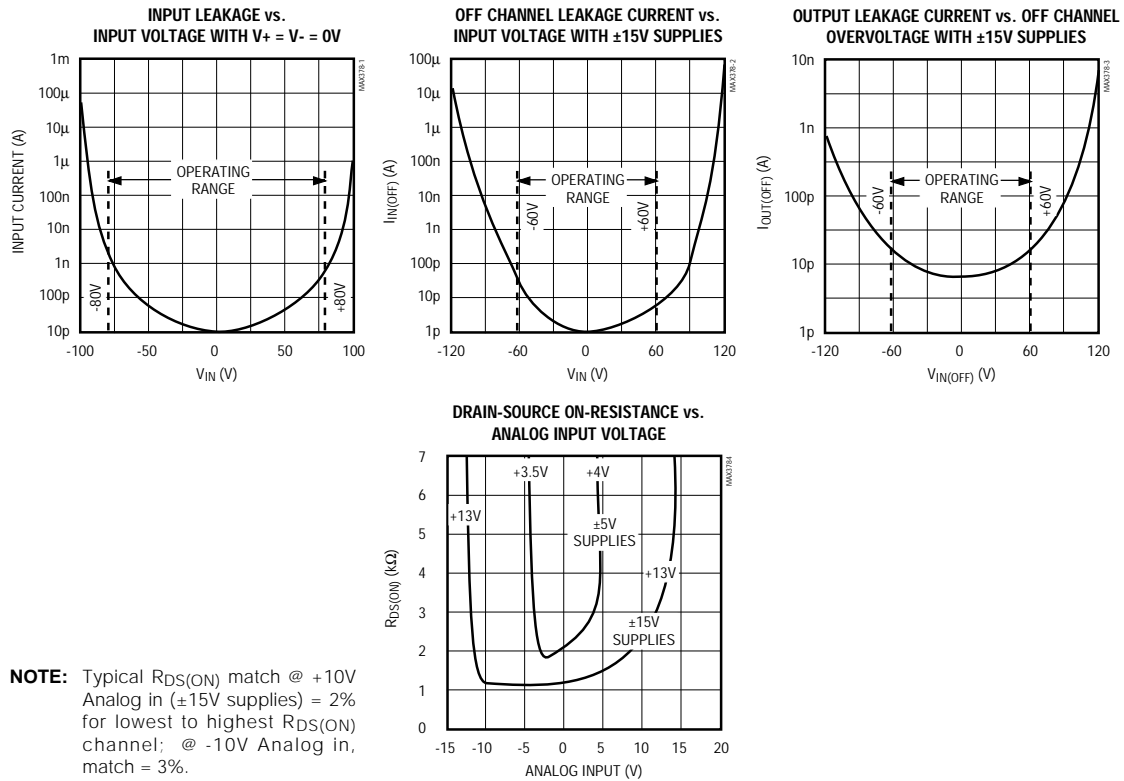 INPUT LEAKAGE vs.
INPUT VOLTAGE WITH V+ = V- = 0V
1m
100µ
10µ
1µ
100n
10n
1n
100p
10p
INPUT CURRENT (A)
OPERATING
RANGE
-80V
+80V
-100
-50
0
50
100
VIN (V)
MAX378-1
OFF CHANNEL LEAKAGE CURRENT vs.
INPUT VOLTAGE WITH ±15V SUPPLIES
100µ
10µ
1µ
100n
10n
1n
100p
10p
1p
IIN(OFF) (A)
OPERATING
RANGE
-60V
+60V
-120
-60
0
60
120
VIN (V)
MAX378-2
OUTPUT LEAKAGE CURRENT vs. OFF CHANNEL
OVERVOLTAGE WITH ±15V SUPPLIES
10n
1n
100p
10p
1p
IOUT(OFF) (A)
OPERATING
RANGE
-60V
+60V
-120
-60
0
60
120
VIN(OFF) (V)
MAX378-3
DRAIN-SOURCE ON-RESISTANCE vs.
ANALOG INPUT VOLTAGE
7
6
5
4
3
2
1
0
RDS(ON) (kΩ)
+3.5V
+4V
+13V
±5V
SUPPLIES
+13V
±15V
SUPPLIES
-15
-10
-5
0
5
10
15
20
ANALOG INPUT (V)
MAX3784
NOTE: Typical RDS(ON) match @ +10V
Analog in (±15V supplies) = 2%
for lowest to highest RDS(ON)
channel; @ -10V Analog in,
match = 3%.